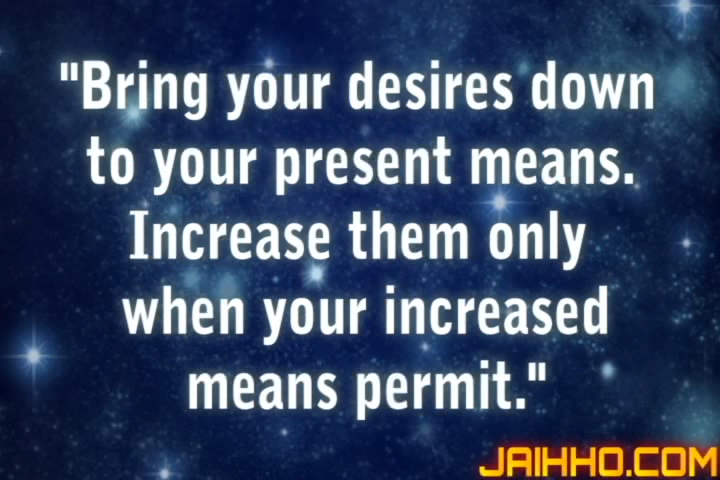 "Bring your desires down
to your present means.
Increase them only
when your increased
means permit."
JAIHHO.COM